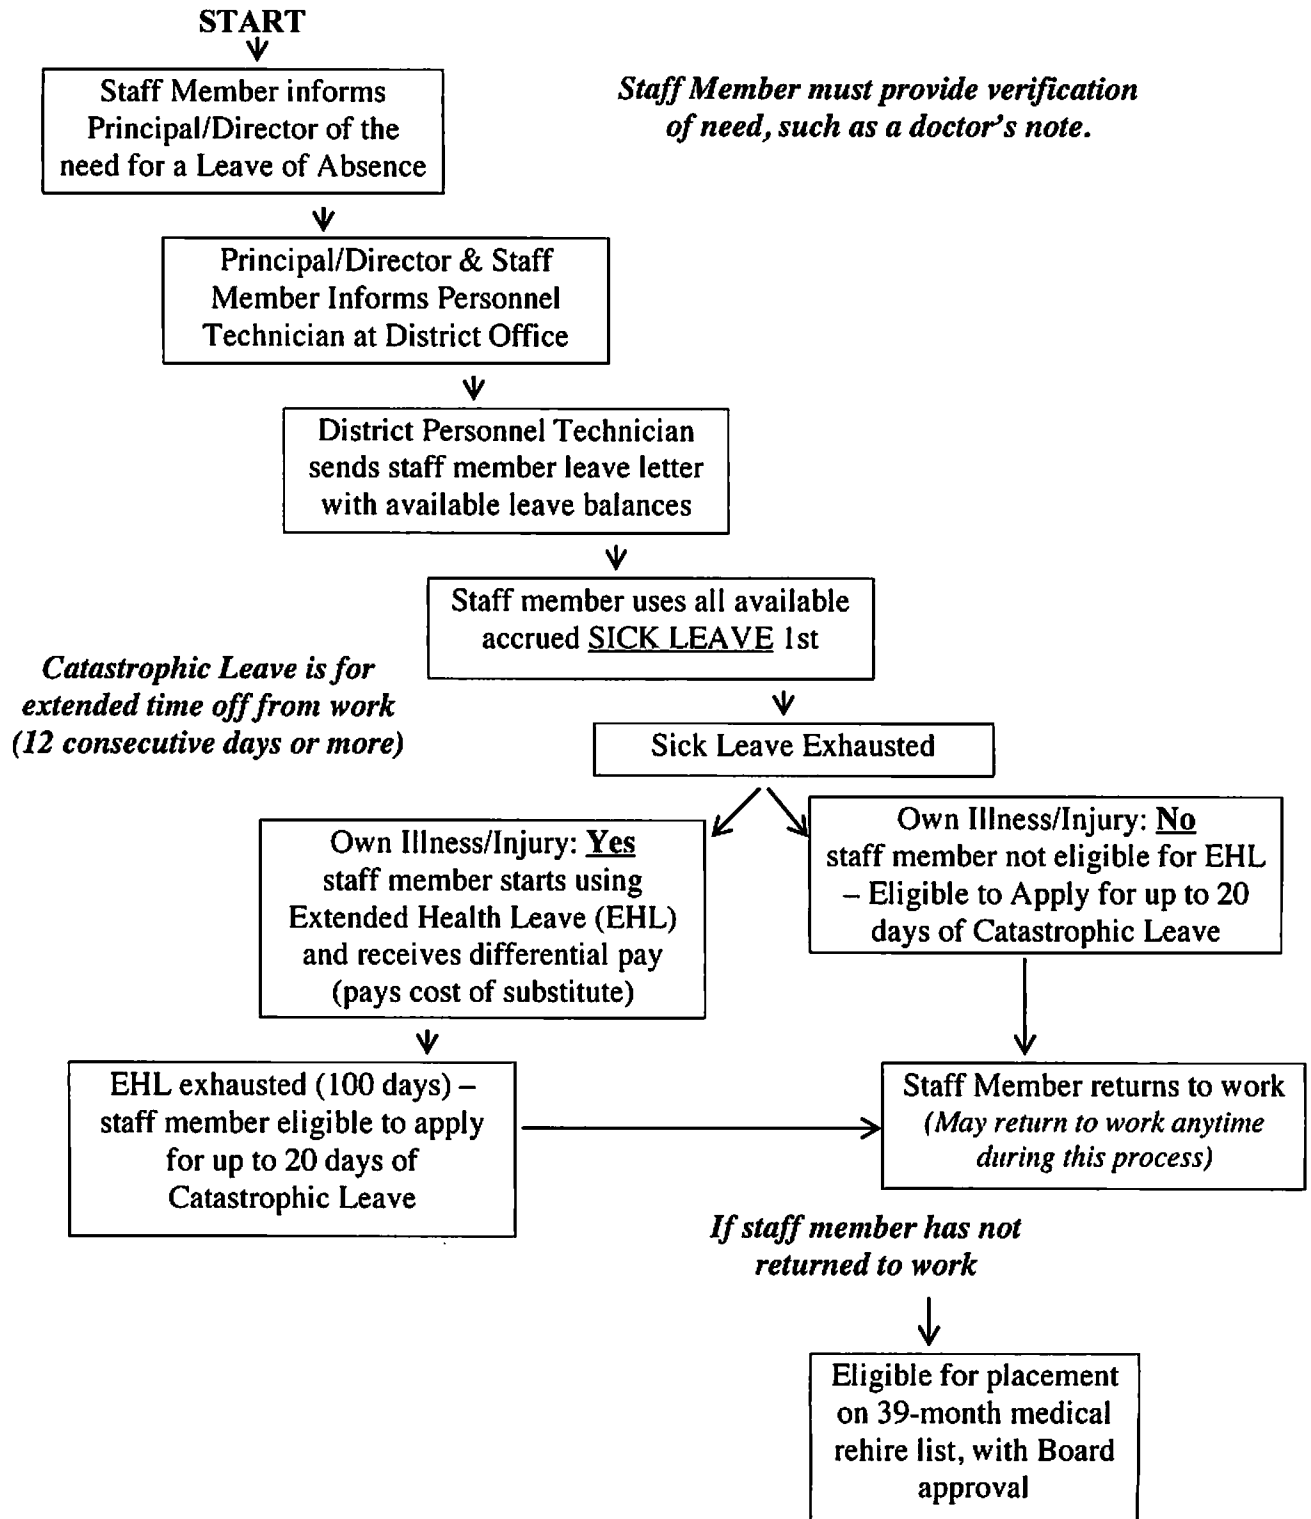 START
Staff Member informs
Principal/Director of the
need for a Leave of Absence
Staff Member must provide verification
of need, such as a doctor's note.
Principal/Director & Staff
Member Informs Personnel
Technician at District Office
District Personnel Technician
sends staff member leave letter
with available leave balances
Staff member uses all available
accrued SICK LEAVE 1st
Catastrophic Leave is for
extended time off from work
(12 consecutive days or more)
Sick Leave Exhausted
Own Illness/Injury: Yes
staff member starts using
Extended Health Leave (EHL)
and receives differential pay
(pays cost of substitute)
Own Illness/Injury: No
staff member not eligible for EHL
– Eligible to Apply for up to 20
days of Catastrophic Leave
EHL exhausted (100 days) –
staff member eligible to apply
for up to 20 days of
Catastrophic Leave
Staff Member returns to work
(May return to work anytime
during this process)
If staff member has not
returned to work
Eligible for placement
on 39-month medical
rehire list, with Board
approval